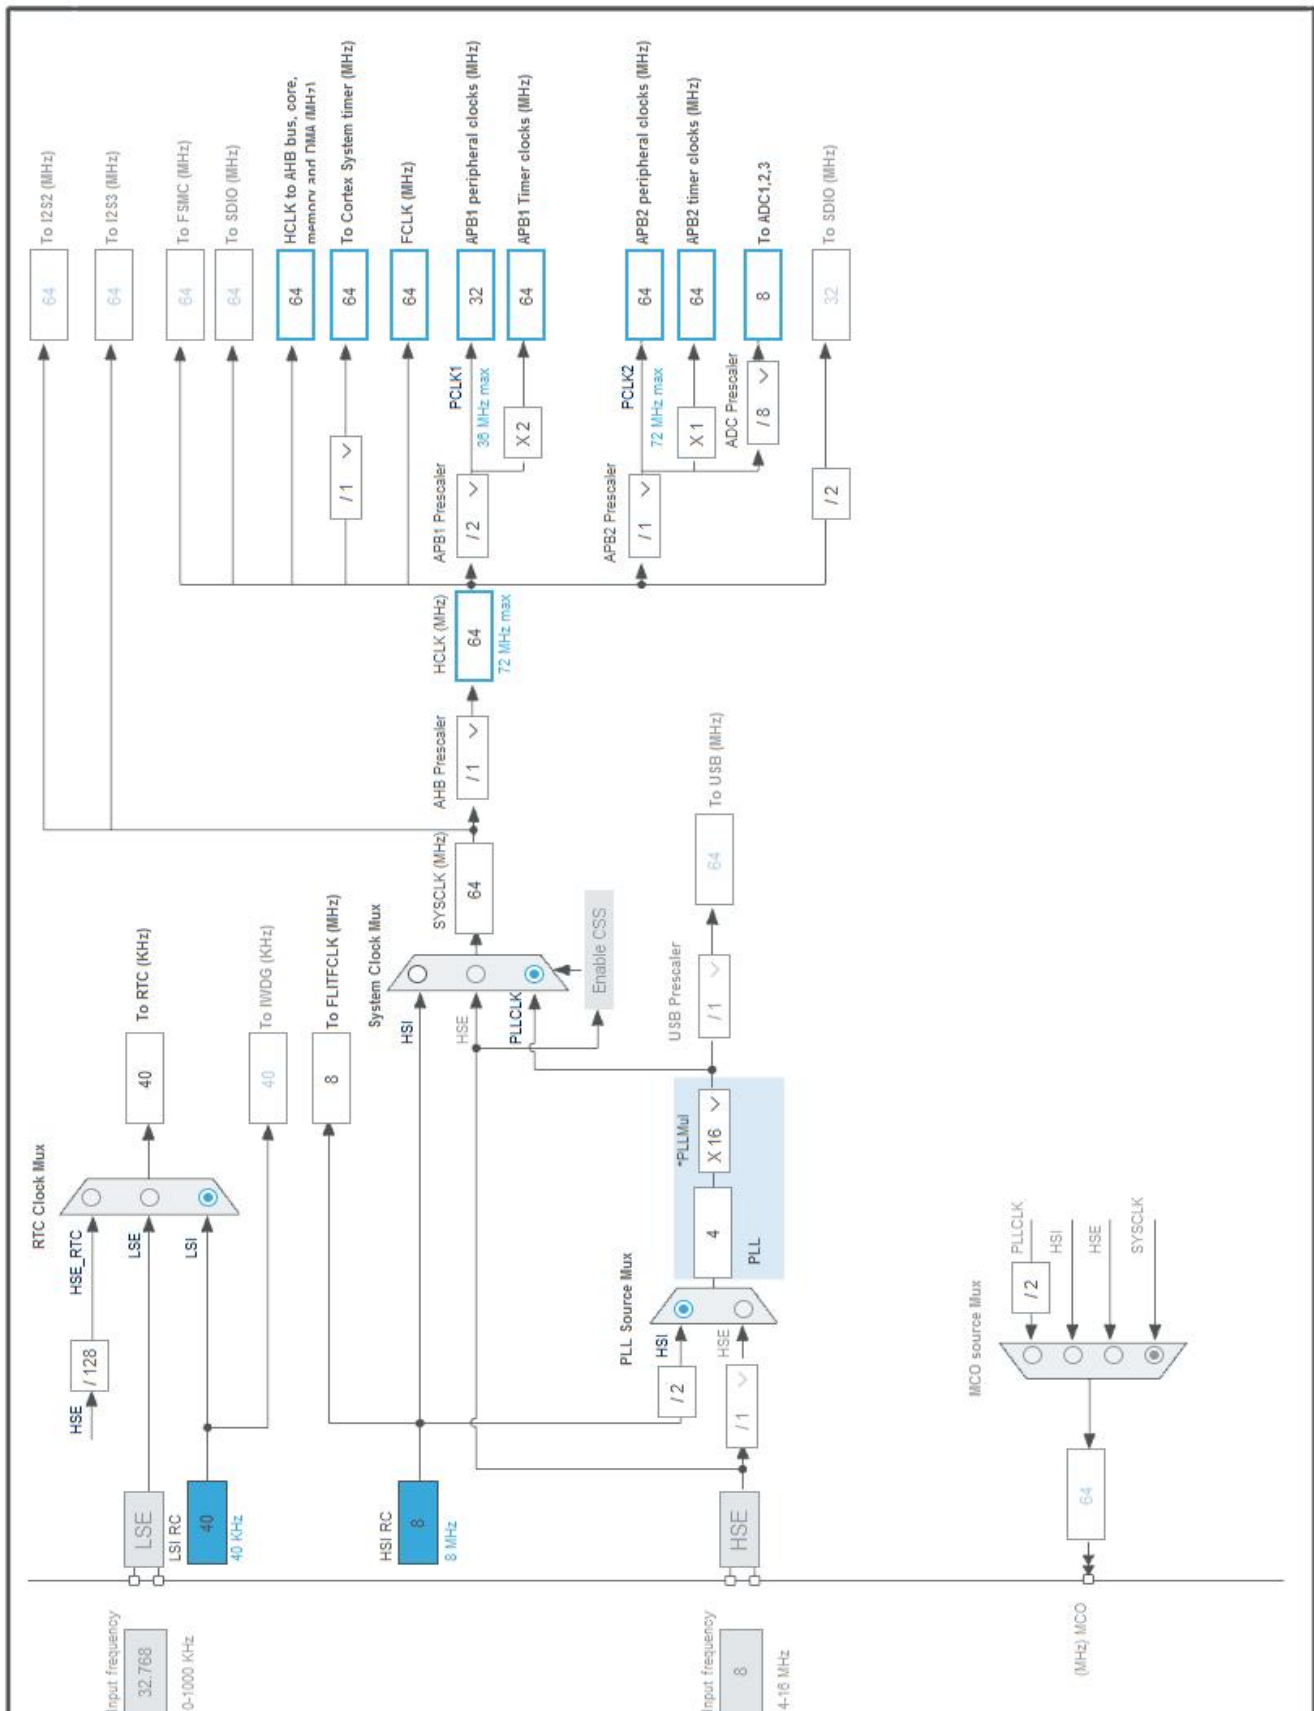 Input frequency
32.768
0-1000 KHz
LSE
LSI RC
40
40 KHz
HSE
/ 128
HSE_RTC
LSE
LSI
RTC Clock Mux
40
To RTC (KHz)
40
To IWDG (KHz)
8
To FLITFCLK (MHz)
HSI RC
8
8 MHz
Input frequency
8
4-16 MHz
HSE
/ 2
HSI
/ 1
HSE
PLL Source Mux
4
PLL
*PLLMul
X 16
USB Prescaler
/ 1
64
To USB (MHz)
System Clock Mux
HSI
HSE
PLLCLK
Enable CSS
SYSCLK (MHz)
64
AHB Prescaler
/ 1
HCLK (MHz)
64
72 MHz max
64
To I2S2 (MHz)
64
To I2S3 (MHz)
64
To FSMC (MHz)
64
To SDIO (MHz)
64
HCLK to AHB bus, core,
memory and DMA (MHz)
/ 1
64
To Cortex System timer (MHz)
64
FCLK (MHz)
APB1 Prescaler
/ 2
PCLK1
36 MHz max
32
APB1 peripheral clocks (MHz)
X 2
64
APB1 Timer clocks (MHz)
APB2 Prescaler
/ 1
PCLK2
72 MHz max
64
APB2 peripheral clocks (MHz)
X 1
64
APB2 timer clocks (MHz)
ADC Prescaler
/ 8
8
To ADC1,2,3
/ 2
32
To SDIO (MHz)
MCO source Mux
/ 2
PLLCLK
HSI
HSE
SYSCLK
64
(MHz) MCO